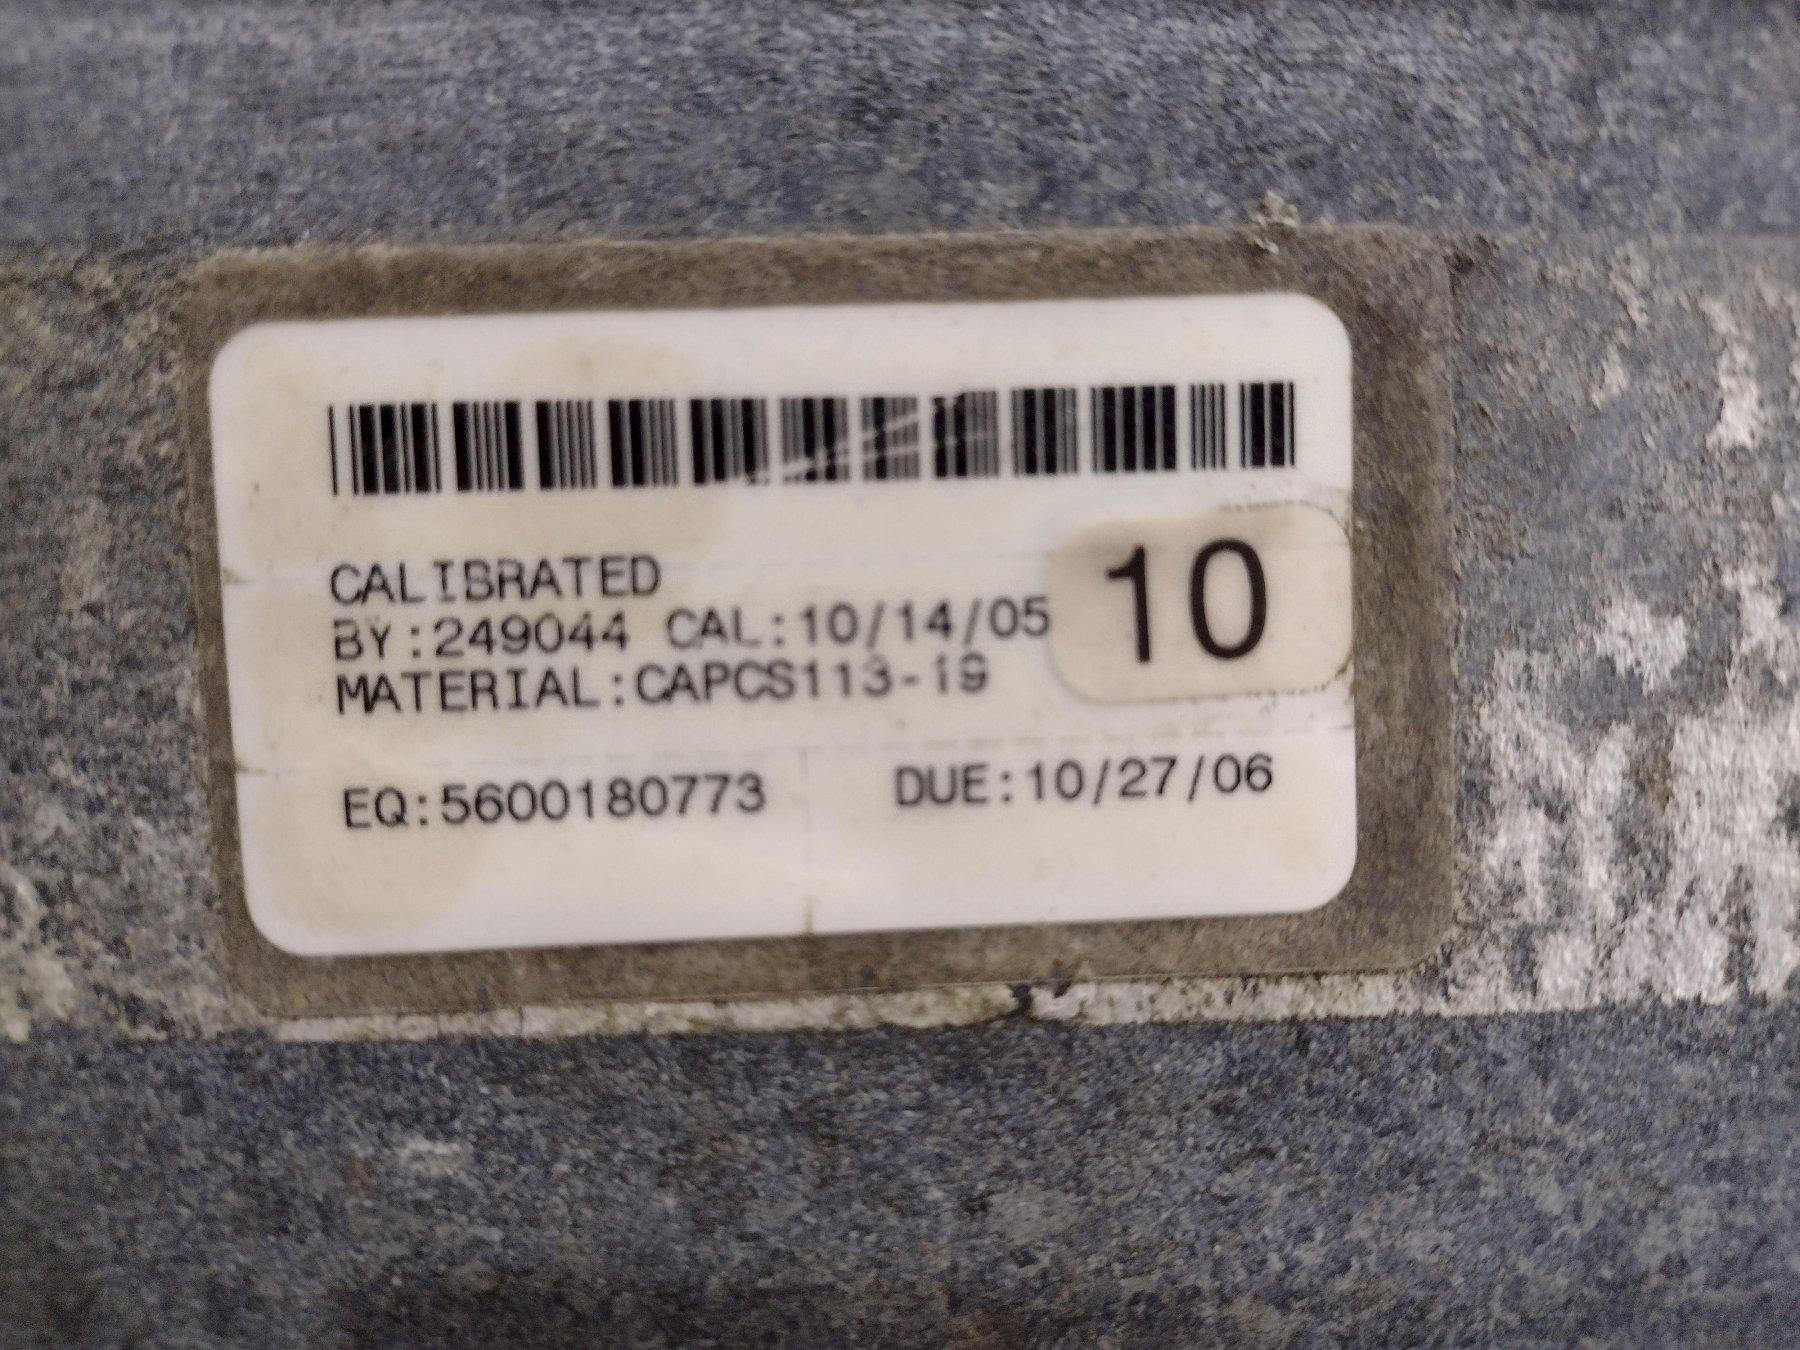 CALIBRATED
BY:249044 CAL:10/14/05
MATERIAL:CAPCS113-19
10
EQ:5600180773 DUE:10/27/06